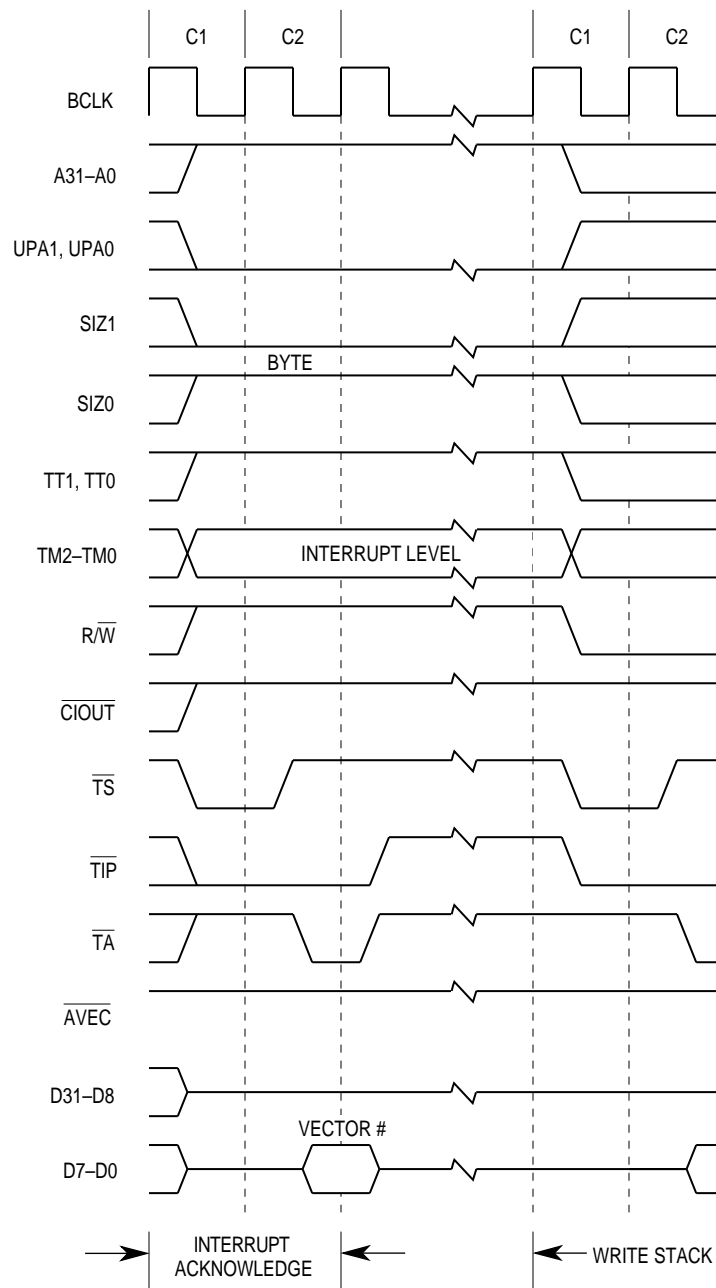 C1 C2 C1 C2
BCLK
A31–A0
UPA1, UPA0
SIZ1
BYTE
SIZ0
TT1, TT0
TM2–TM0 INTERRUPT LEVEL
R/W
CIOUT
TS
TIP
TA
AVEC
D31–D8
VECTOR #
D7–D0
INTERRUPT
ACKNOWLEDGE
WRITE STACK